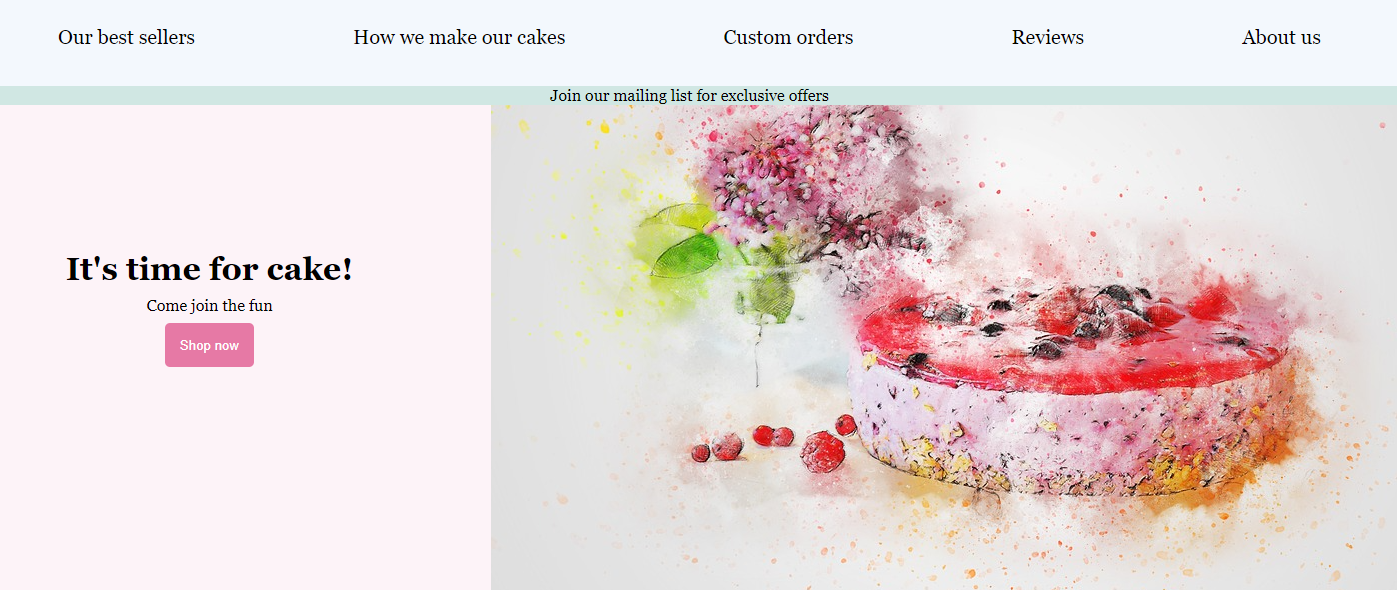 Our best sellers How we make our cakes Custom orders Reviews About us
Join our mailing list for exclusive offers
It's time for cake!
Come join the fun
Shop now